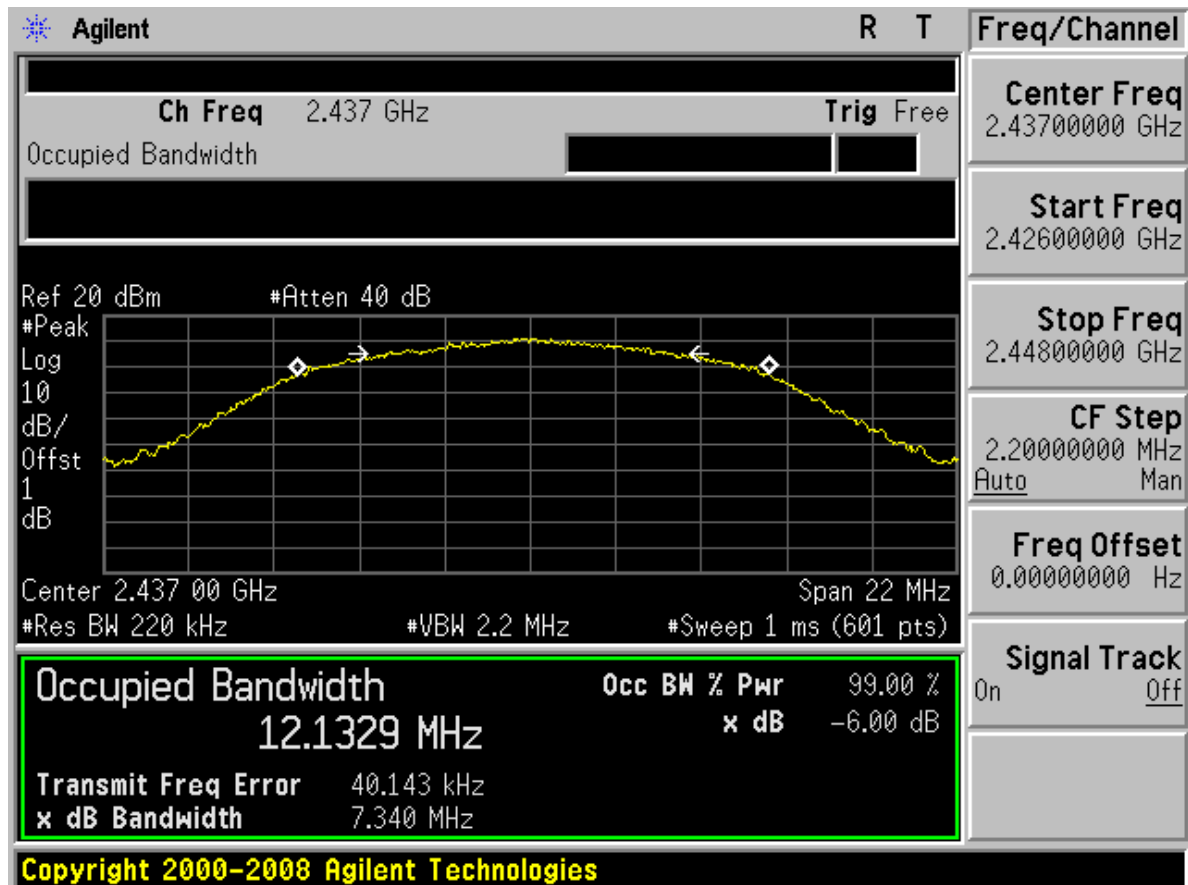 Agilent R T
Freq/Channel
Ch Freq 2.437 GHz Trig Free
Occupied Bandwidth
Center Freq
2.43700000 GHz
Start Freq
2.42600000 GHz
Stop Freq
2.44800000 GHz
CF Step
2.20000000 MHz
Auto Man
Freq Offset
0.00000000 Hz
Signal Track
On Off
Ref 20 dBm #Atten 40 dB
#Peak
Log
10
dB/
Offst
1
dB
Center 2.437 00 GHz Span 22 MHz
#Res BW 220 kHz #VBW 2.2 MHz #Sweep 1 ms (601 pts)
Occupied Bandwidth Occ BW % Pwr 99.00 %
12.1329 MHz x dB -6.00 dB
Transmit Freq Error 40.143 kHz
x dB Bandwidth 7.340 MHz
Copyright 2000-2008 Agilent Technologies